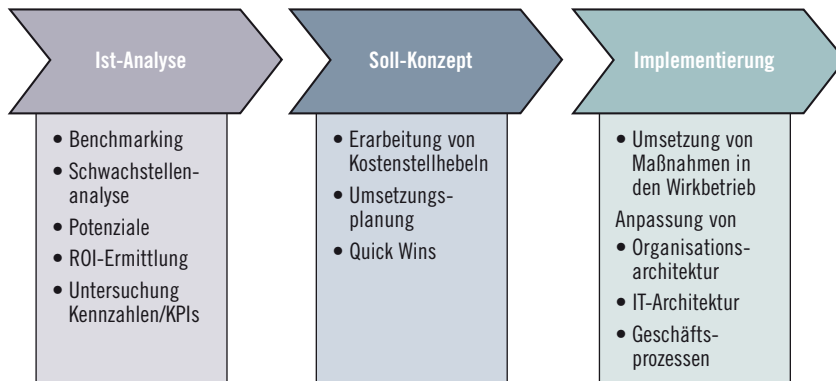 Ist-Analyse
• Benchmarking
• Schwachstellen-
analyse
• Potenziale
• ROI-Ermittlung
• Untersuchung
Kennzahlen/KPIs
Soll-Konzept
• Erarbeitung von
Kostenstellhebeln
• Umsetzungs-
planung
• Quick Wins
Implementierung
• Umsetzung von
Maßnahmen in
den Wirkbetrieb
Anpassung von
• Organisations-
architektur
• IT-Architektur
• Geschäfts-
prozessen